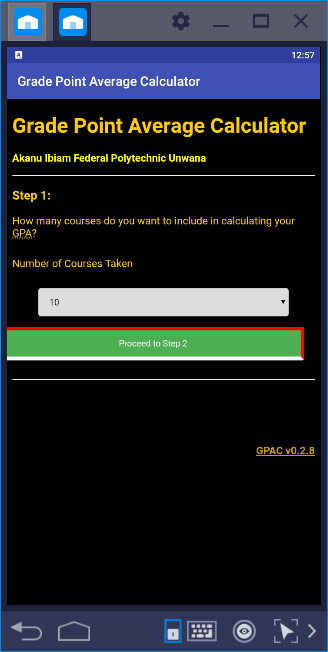 12:57
Grade Point Average Calculator
Grade Point Average Calculator
Akanu Ibiam Federal Polytechnic Unwana
Step 1:
How many courses do you want to include in calculating your
GPA?
Number of Courses Taken
10
Proceed to Step 2
GPAC v0.2.8